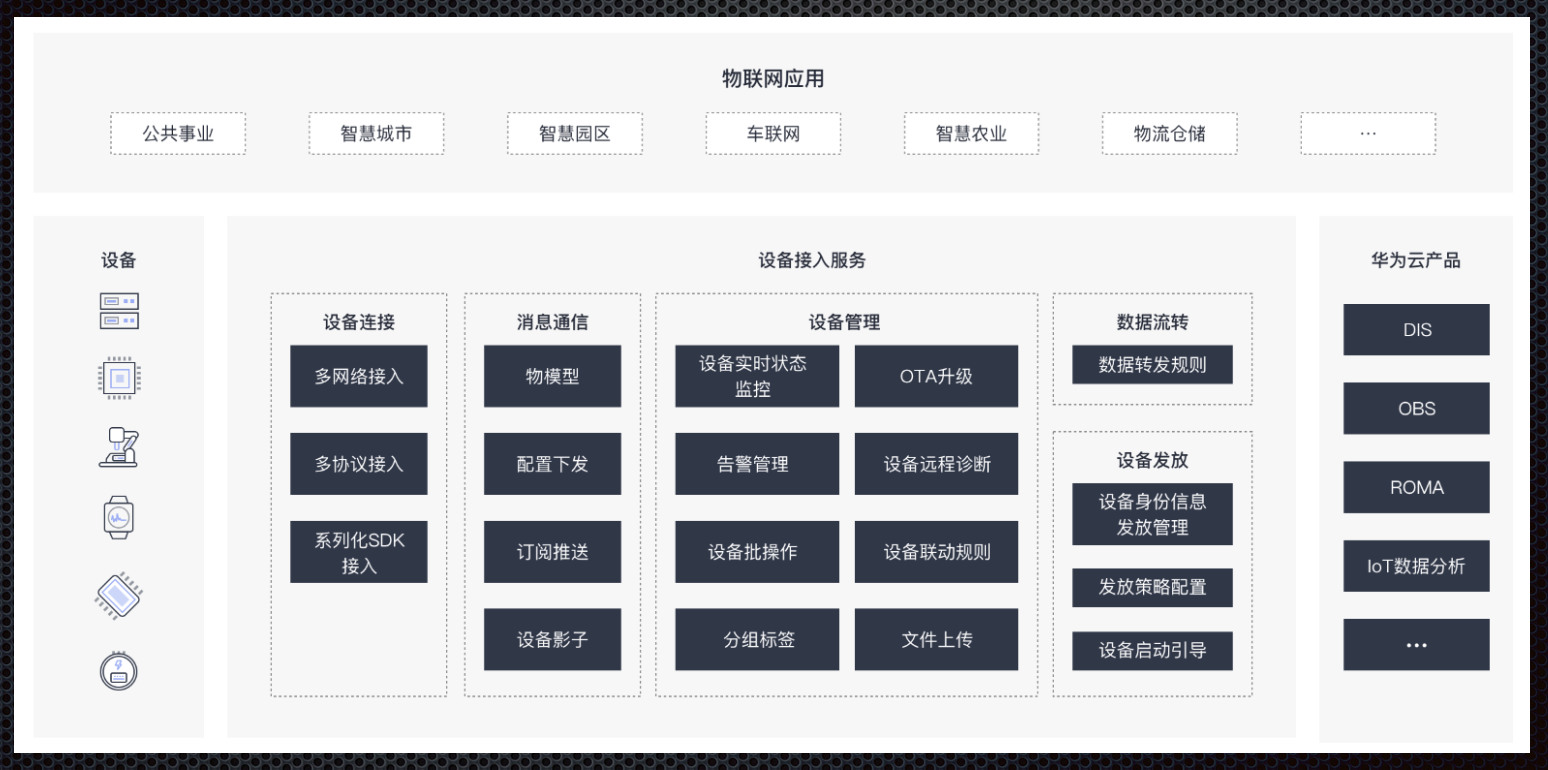 物联网应用
公共事业
智慧城市
智慧园区
车联网
智慧农业
物流仓储
...
设备
设备接入服务
设备连接
多网络接入
多协议接入
系列化SDK
接入
消息通信
物模型
配置下发
订阅推送
设备影子
设备管理
设备实时状态
监控
OTA升级
告警管理
设备远程诊断
设备批操作
设备联动规则
分组标签
文件上传
数据流转
数据转发规则
设备发放
设备身份信息
发放管理
发放策略配置
设备启动引导
华为云产品
DIS
OBS
ROMA
IoT数据分析
...